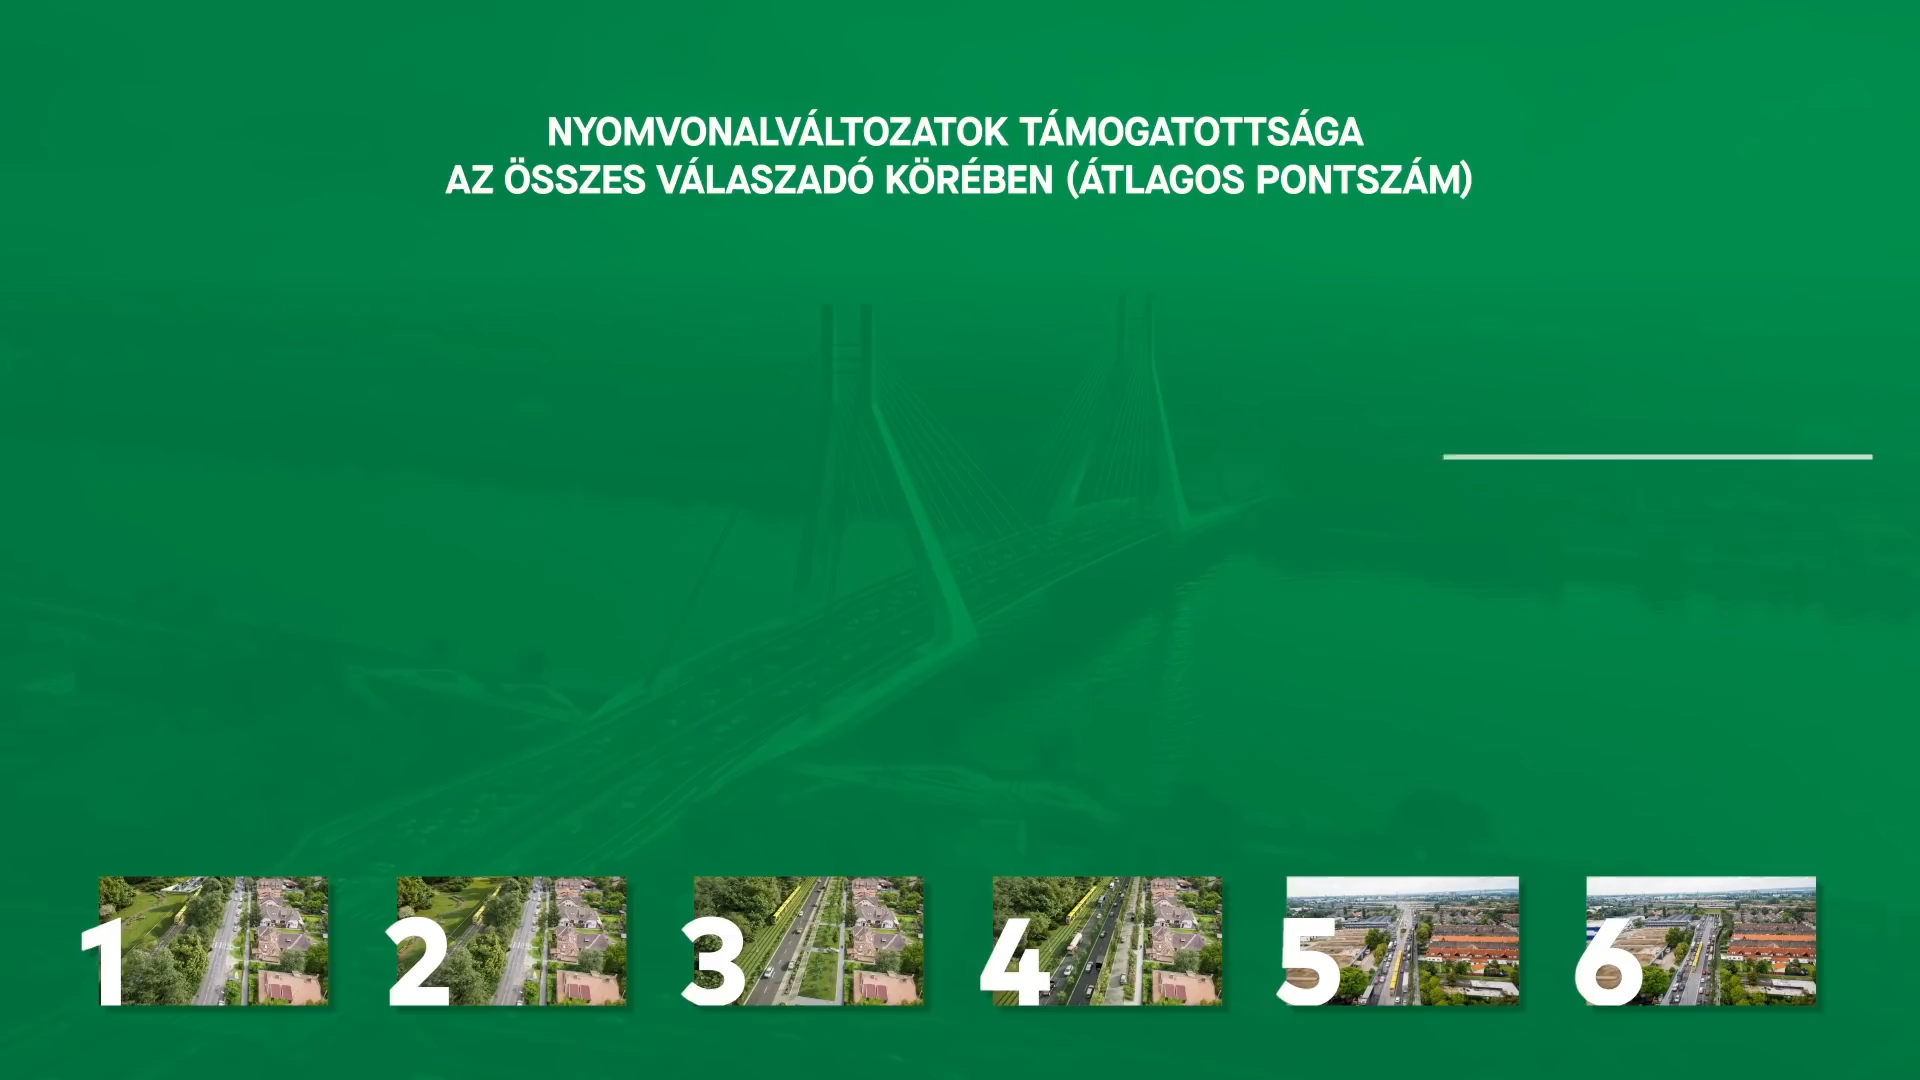 NYOMVONALVÁLTOZATOK TÁMOGATOTTSÁGA
AZ ÖSSZES VÁLASZADÓ KÖRÉBEN (ÁTLAGOS PONTSZÁM)
1 2 3 4 5 6